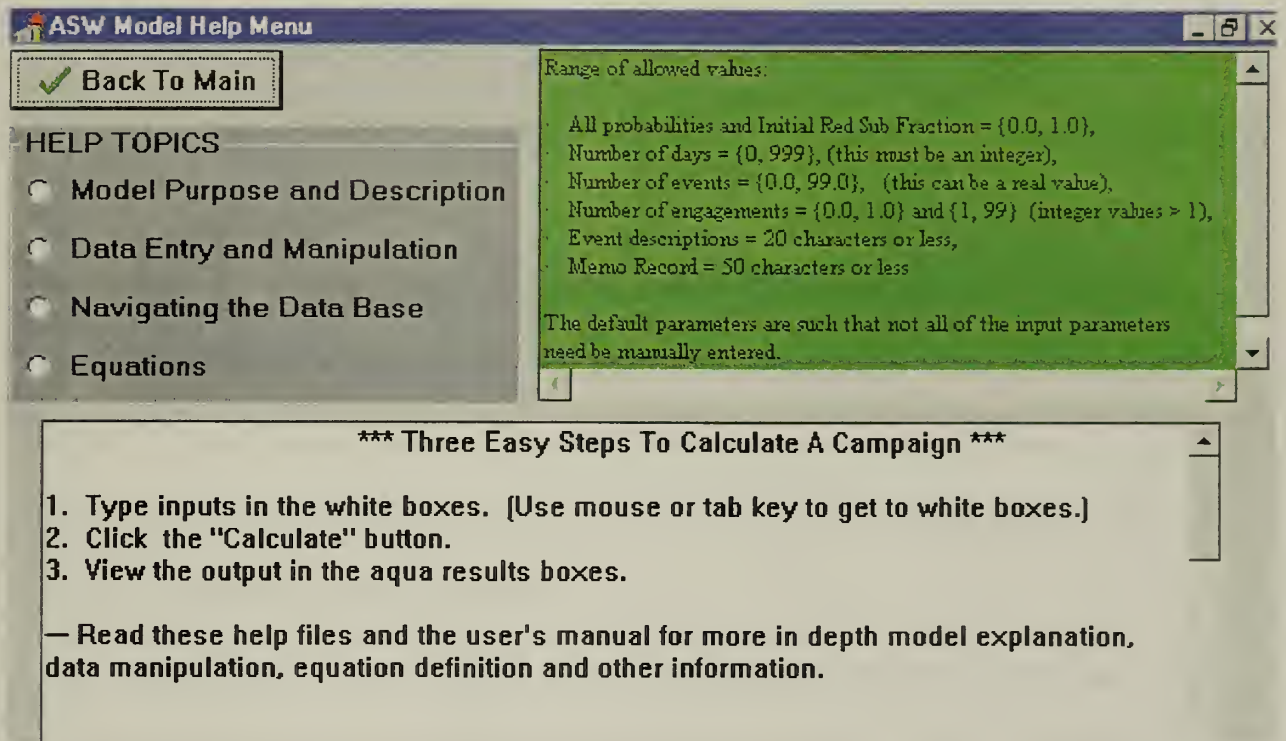 ASW Model Help Menu
Back To Main
HELP TOPICS
Model Purpose and Description
Data Entry and Manipulation
Navigating the Data Base
Equations
Range of allowed values:
· All probabilities and Initial Red Sub Fraction = {0.0, 1.0},
· Number of days = {0, 999}, (this must be an integer),
· Number of events = {0.0, 99.0}, (this can be a real value),
· Number of engagements = {0.0, 1.0} and {1, 99} (integer values > 1),
· Event descriptions = 20 characters or less,
· Memo Record = 50 characters or less
The default parameters are such that not all of the input parameters
need be manually entered.
*** Three Easy Steps To Calculate A Campaign ***
1. Type inputs in the white boxes. (Use mouse or tab key to get to white boxes.)
2. Click the "Calculate" button.
3. View the output in the aqua results boxes.
— Read these help files and the user's manual for more in depth model explanation,
data manipulation, equation definition and other information.